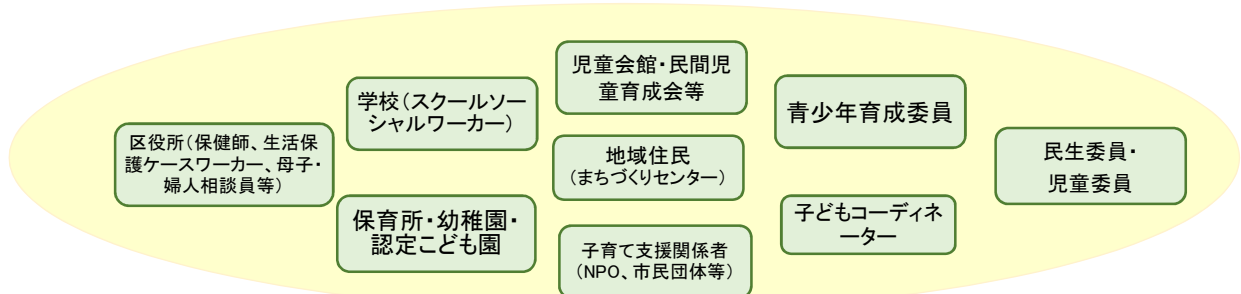 区役所（保健師、生活保
護ケースワーカー、母子・
婦人相談員等）
学校（スクールソー
シャルワーカー）
保育所・幼稚園・
認定こども園
児童会館・民間児
童育成会等
地域住民
（まちづくりセンター）
子育て支援関係者
（NPO、市民団体等）
青少年育成委員
子どもコーディネ
ーター
民生委員・
児童委員